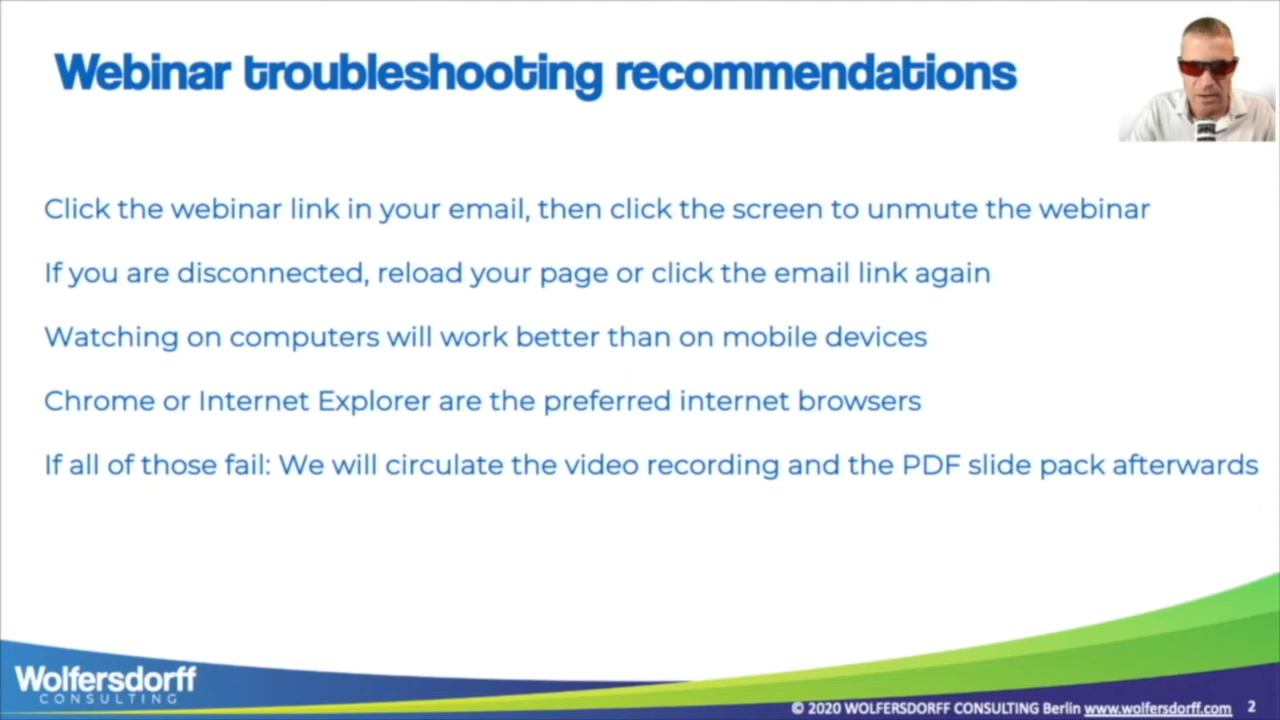 Webinar troubleshooting recommendations
Click the webinar link in your email, then click the screen to unmute the webinar
If you are disconnected, reload your page or click the email link again
Watching on computers will work better than on mobile devices
Chrome or Internet Explorer are the preferred internet browsers
If all of those fail: We will circulate the video recording and the PDF slide pack afterwards
Wolfersdorff
CONSULTING
© 2020 WOLFERSDORFF CONSULTING Berlin www.wolfersdorff.com 2